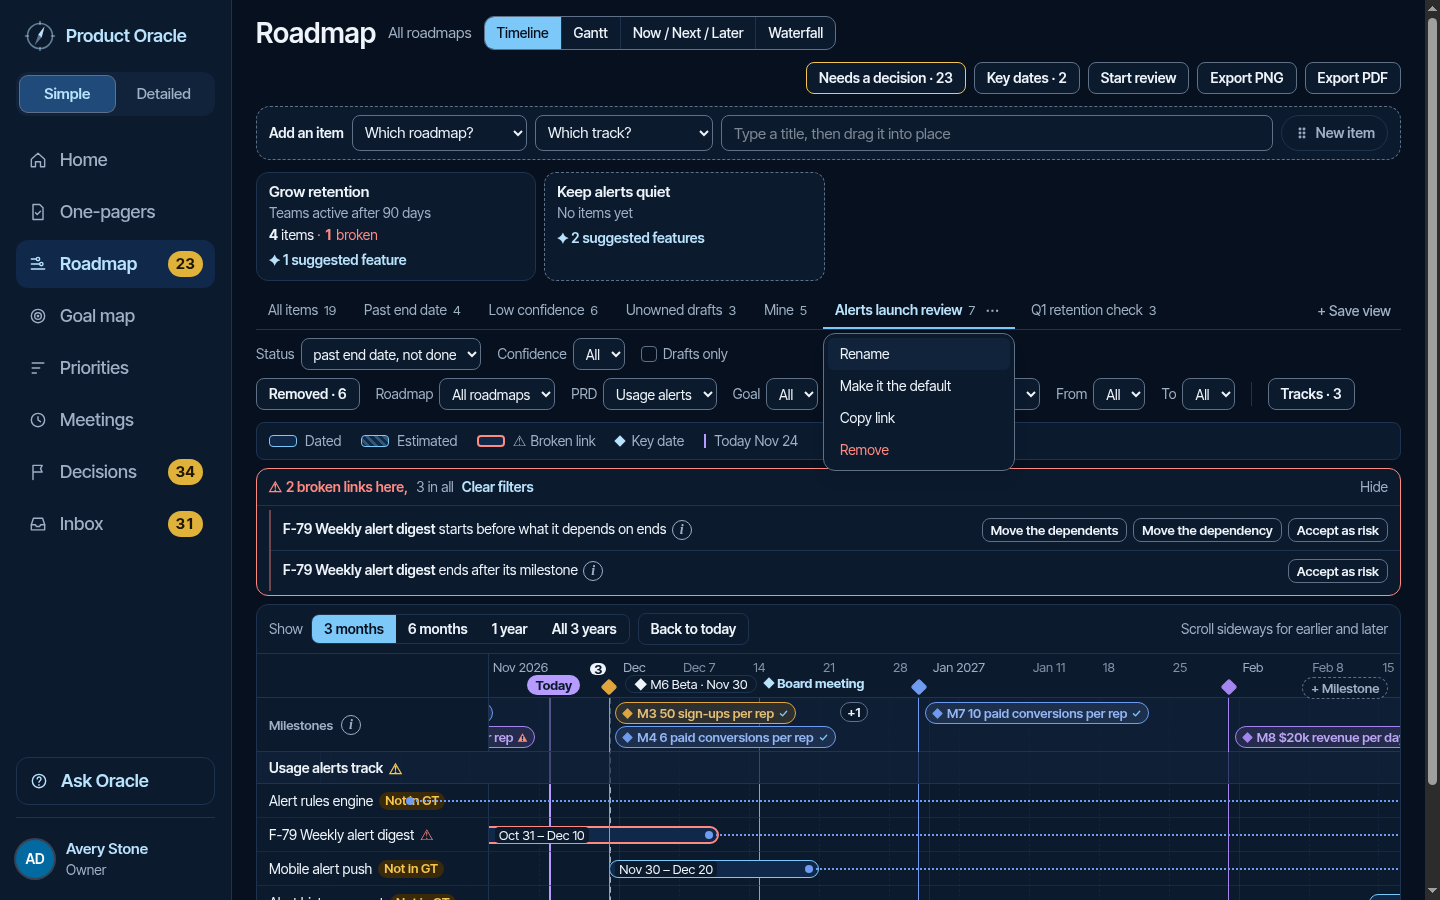 Product Oracle
Simple
Detailed
Home
One-pagers
Roadmap 23
Goal map
Priorities
Meetings
Decisions 34
Inbox 31
Ask Oracle
AD
Avery Stone
Owner
Roadmap All roadmaps
Timeline
Gantt
Now / Next / Later
Waterfall
Needs a decision · 23
Key dates · 2
Start review
Export PNG
Export PDF
Add an item
Which roadmap?
Which track?
Type a title, then drag it into place
New item
Grow retention
Teams active after 90 days
4 items · 1 broken
1 suggested feature
Keep alerts quiet
No items yet
2 suggested features
All items 19
Past end date 4
Low confidence 6
Unowned drafts 3
Mine 5
Alerts launch review 7 ···
Q1 retention check 3
+ Save view
Status past end date, not done
Confidence All
Drafts only
Rename
Make it the default
Copy link
Remove
Removed · 6
Roadmap All roadmaps
PRD Usage alerts
Goal All
From All
To All
Tracks · 3
Dated
Estimated
⚠ Broken link
Key date
Today Nov 24
⚠ 2 broken links here, 3 in all Clear filters
Hide
F-79 Weekly alert digest starts before what it depends on ends i
Move the dependents
Move the dependency
Accept as risk
F-79 Weekly alert digest ends after its milestone i
Accept as risk
Show
3 months
6 months
1 year
All 3 years
Back to today
Scroll sideways for earlier and later
Nov 2026 3 Dec Dec 7 14 21 28 Jan 2027 Jan 11 18 25 Feb Feb 8 15
Today
M6 Beta · Nov 30
Board meeting
+ Milestone
Milestones i
M3 50 sign-ups per rep ✓
+1
M7 10 paid conversions per rep ✓
rep ⚠
M4 6 paid conversions per rep ✓
M8 $20k revenue per day
Usage alerts track ⚠
Alert rules engine Not in GT
F-79 Weekly alert digest ⚠
Oct 31 – Dec 10
Mobile alert push Not in GT
Nov 30 – Dec 20